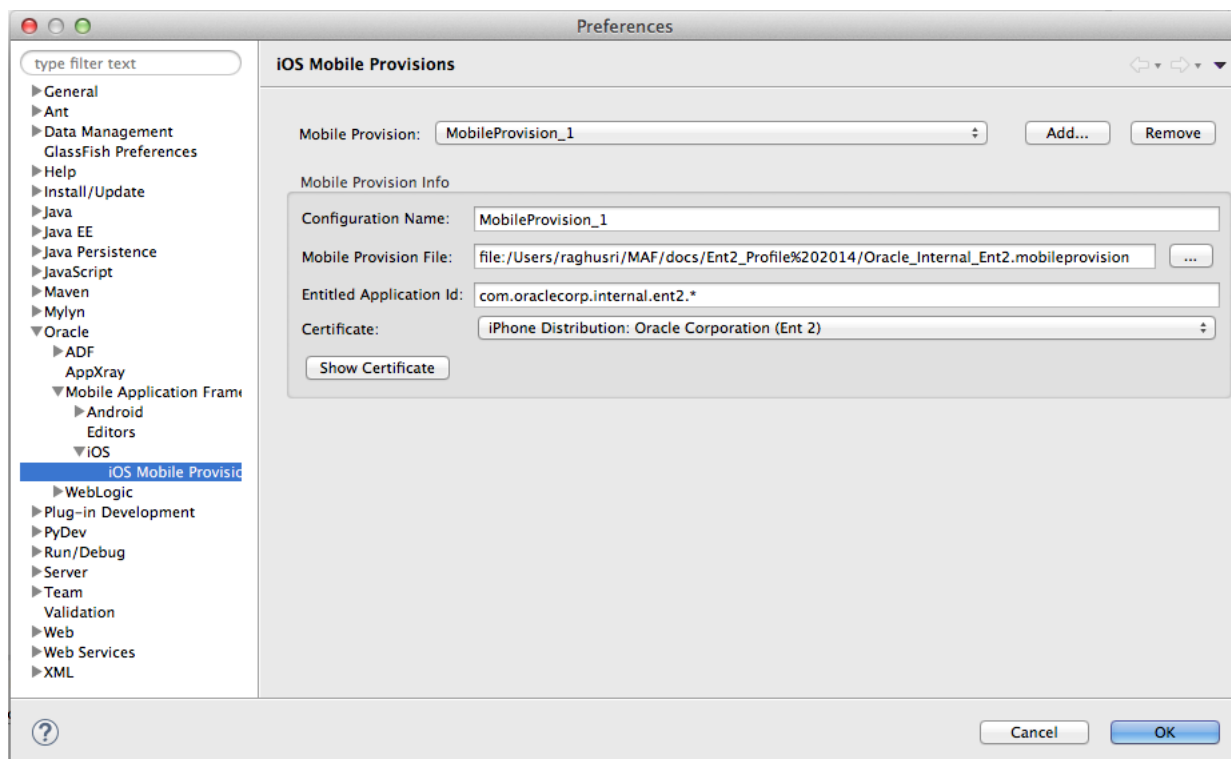 Preferences
type filter text
General
Ant
Data Management
GlassFish Preferences
Help
Install/Update
Java
Java EE
Java Persistence
JavaScript
Maven
Mylyn
Oracle
ADF
AppXray
Mobile Application Frame
Android
Editors
iOS
iOS Mobile Provisio
WebLogic
Plug-in Development
PyDev
Run/Debug
Server
Team
Validation
Web
Web Services
XML
iOS Mobile Provisions
Mobile Provision: MobileProvision_1 Add... Remove
Mobile Provision Info
Configuration Name: MobileProvision_1
Mobile Provision File: file:/Users/raghusri/MAF/docs/Ent2_Profile%202014/Oracle_Internal_Ent2.mobileprovision ...
Entitled Application Id: com.oraclecorp.internal.ent2.*
Certificate: iPhone Distribution: Oracle Corporation (Ent 2)
Show Certificate
? Cancel OK